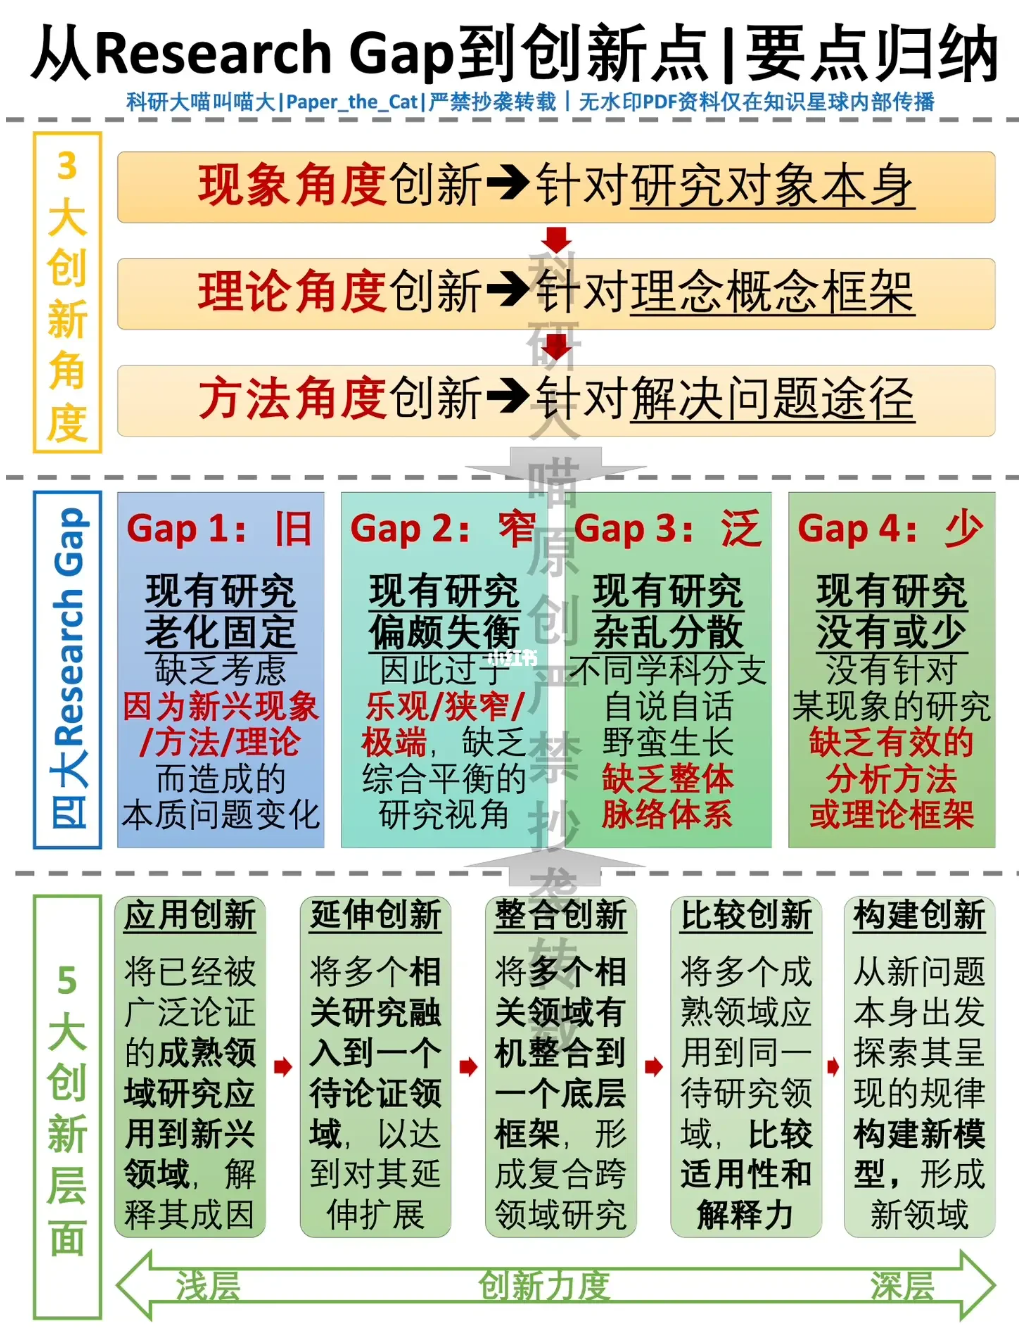 从Research Gap到创新点|要点归纳
科研大喵叫喵大|Paper_the_Cat|严禁抄袭转载｜无水印PDF资料仅在知识星球内部传播
3大创新角度
现象角度创新➔针对研究对象本身
理论角度创新➔针对理念概念框架
方法角度创新➔针对解决问题途径
四大Research Gap
Gap 1：旧
现有研究
老化固定
缺乏考虑
因为新兴现象
/方法/理论
而造成的
本质问题变化
Gap 2：窄
现有研究
偏颇失衡
因此过于
乐观/狭窄/
极端，缺乏
综合平衡的
研究视角
Gap 3：泛
现有研究
杂乱分散
不同学科分支
自说自话
野蛮生长
缺乏整体
脉络体系
Gap 4：少
现有研究
没有或少
没有针对
某现象的研究
缺乏有效的
分析方法
或理论框架
小红书
科研大喵原创严禁抄袭转载
5大创新层面
应用创新
将已经被
广泛论证
的成熟领
域研究应
用到新兴
领域，解
释其成因
延伸创新
将多个相
关研究融
入到一个
待论证领
域，以达
到对其延
伸扩展
整合创新
将多个相
关领域有
机整合到
一个底层
框架，形
成复合跨
领域研究
比较创新
将多个成
熟领域应
用到同一
待研究领
域，比较
适用性和
解释力
构建创新
从新问题
本身出发
探索其呈
现的规律
构建新模
型，形成
新领域
浅层 创新力度 深层